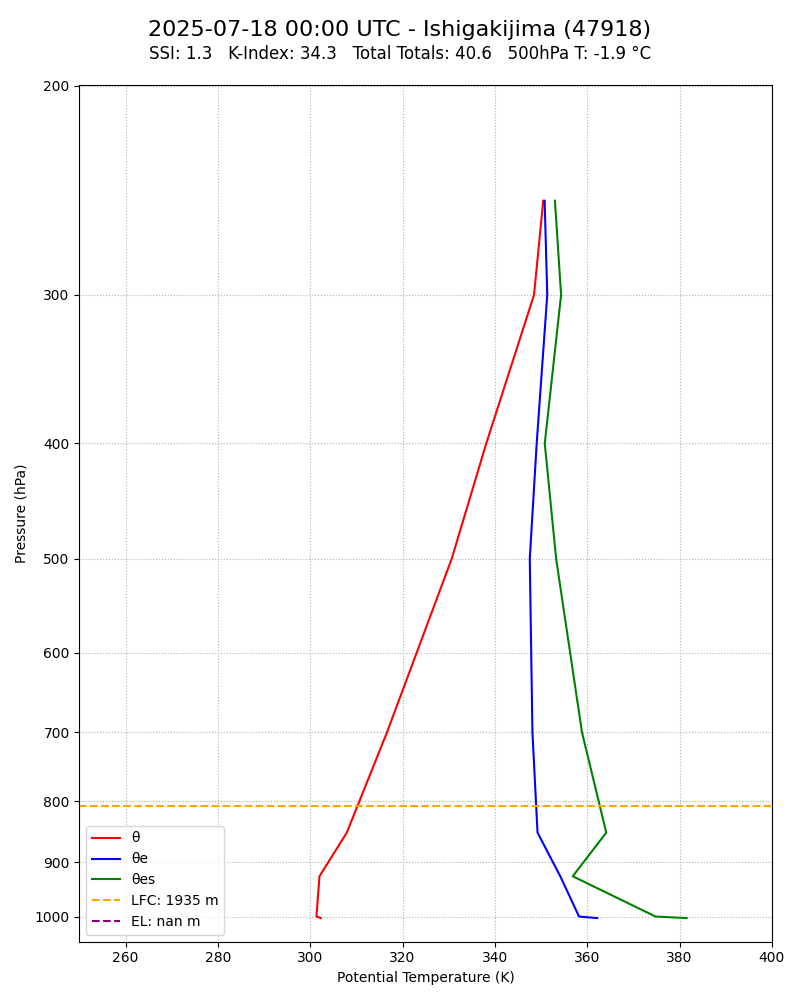 2025-07-18 00:00 UTC - Ishigakijima (47918)
SSI: 1.3   K-Index: 34.3   Total Totals: 40.6   500hPa T: -1.9 °C
200
300
400
500
600
700
800
900
1000
Pressure (hPa)
θ
θe
θes
LFC: 1935 m
EL: nan m
260
280
300
320
340
360
380
400
Potential Temperature (K)